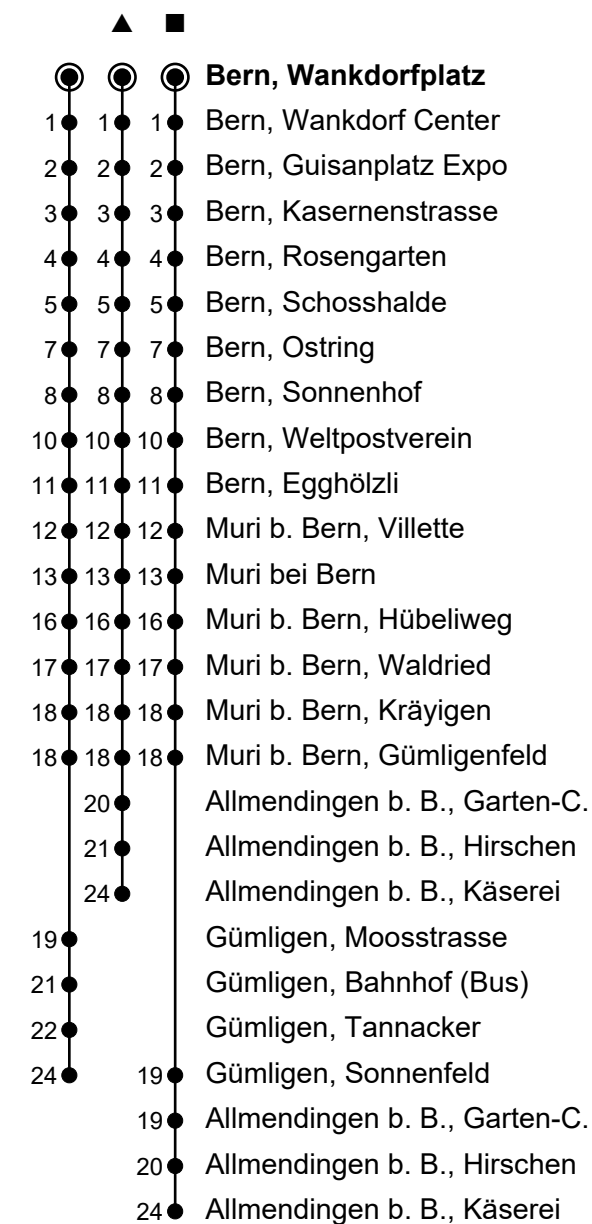 ▲ ■
Bern, Wankdorfplatz
1 1 1 Bern, Wankdorf Center
2 2 2 Bern, Guisanplatz Expo
3 3 3 Bern, Kasernenstrasse
4 4 4 Bern, Rosengarten
5 5 5 Bern, Schosshalde
7 7 7 Bern, Ostring
8 8 8 Bern, Sonnenhof
10 10 10 Bern, Weltpostverein
11 11 11 Bern, Egghölzli
12 12 12 Muri b. Bern, Villette
13 13 13 Muri bei Bern
16 16 16 Muri b. Bern, Hübeliweg
17 17 17 Muri b. Bern, Waldried
18 18 18 Muri b. Bern, Kräyigen
18 18 18 Muri b. Bern, Gümligenfeld
20 Allmendingen b. B., Garten-C.
21 Allmendingen b. B., Hirschen
24 Allmendingen b. B., Käserei
19 Gümligen, Moosstrasse
21 Gümligen, Bahnhof (Bus)
22 Gümligen, Tannacker
24 19 Gümligen, Sonnenfeld
19 Allmendingen b. B., Garten-C.
20 Allmendingen b. B., Hirschen
24 Allmendingen b. B., Käserei